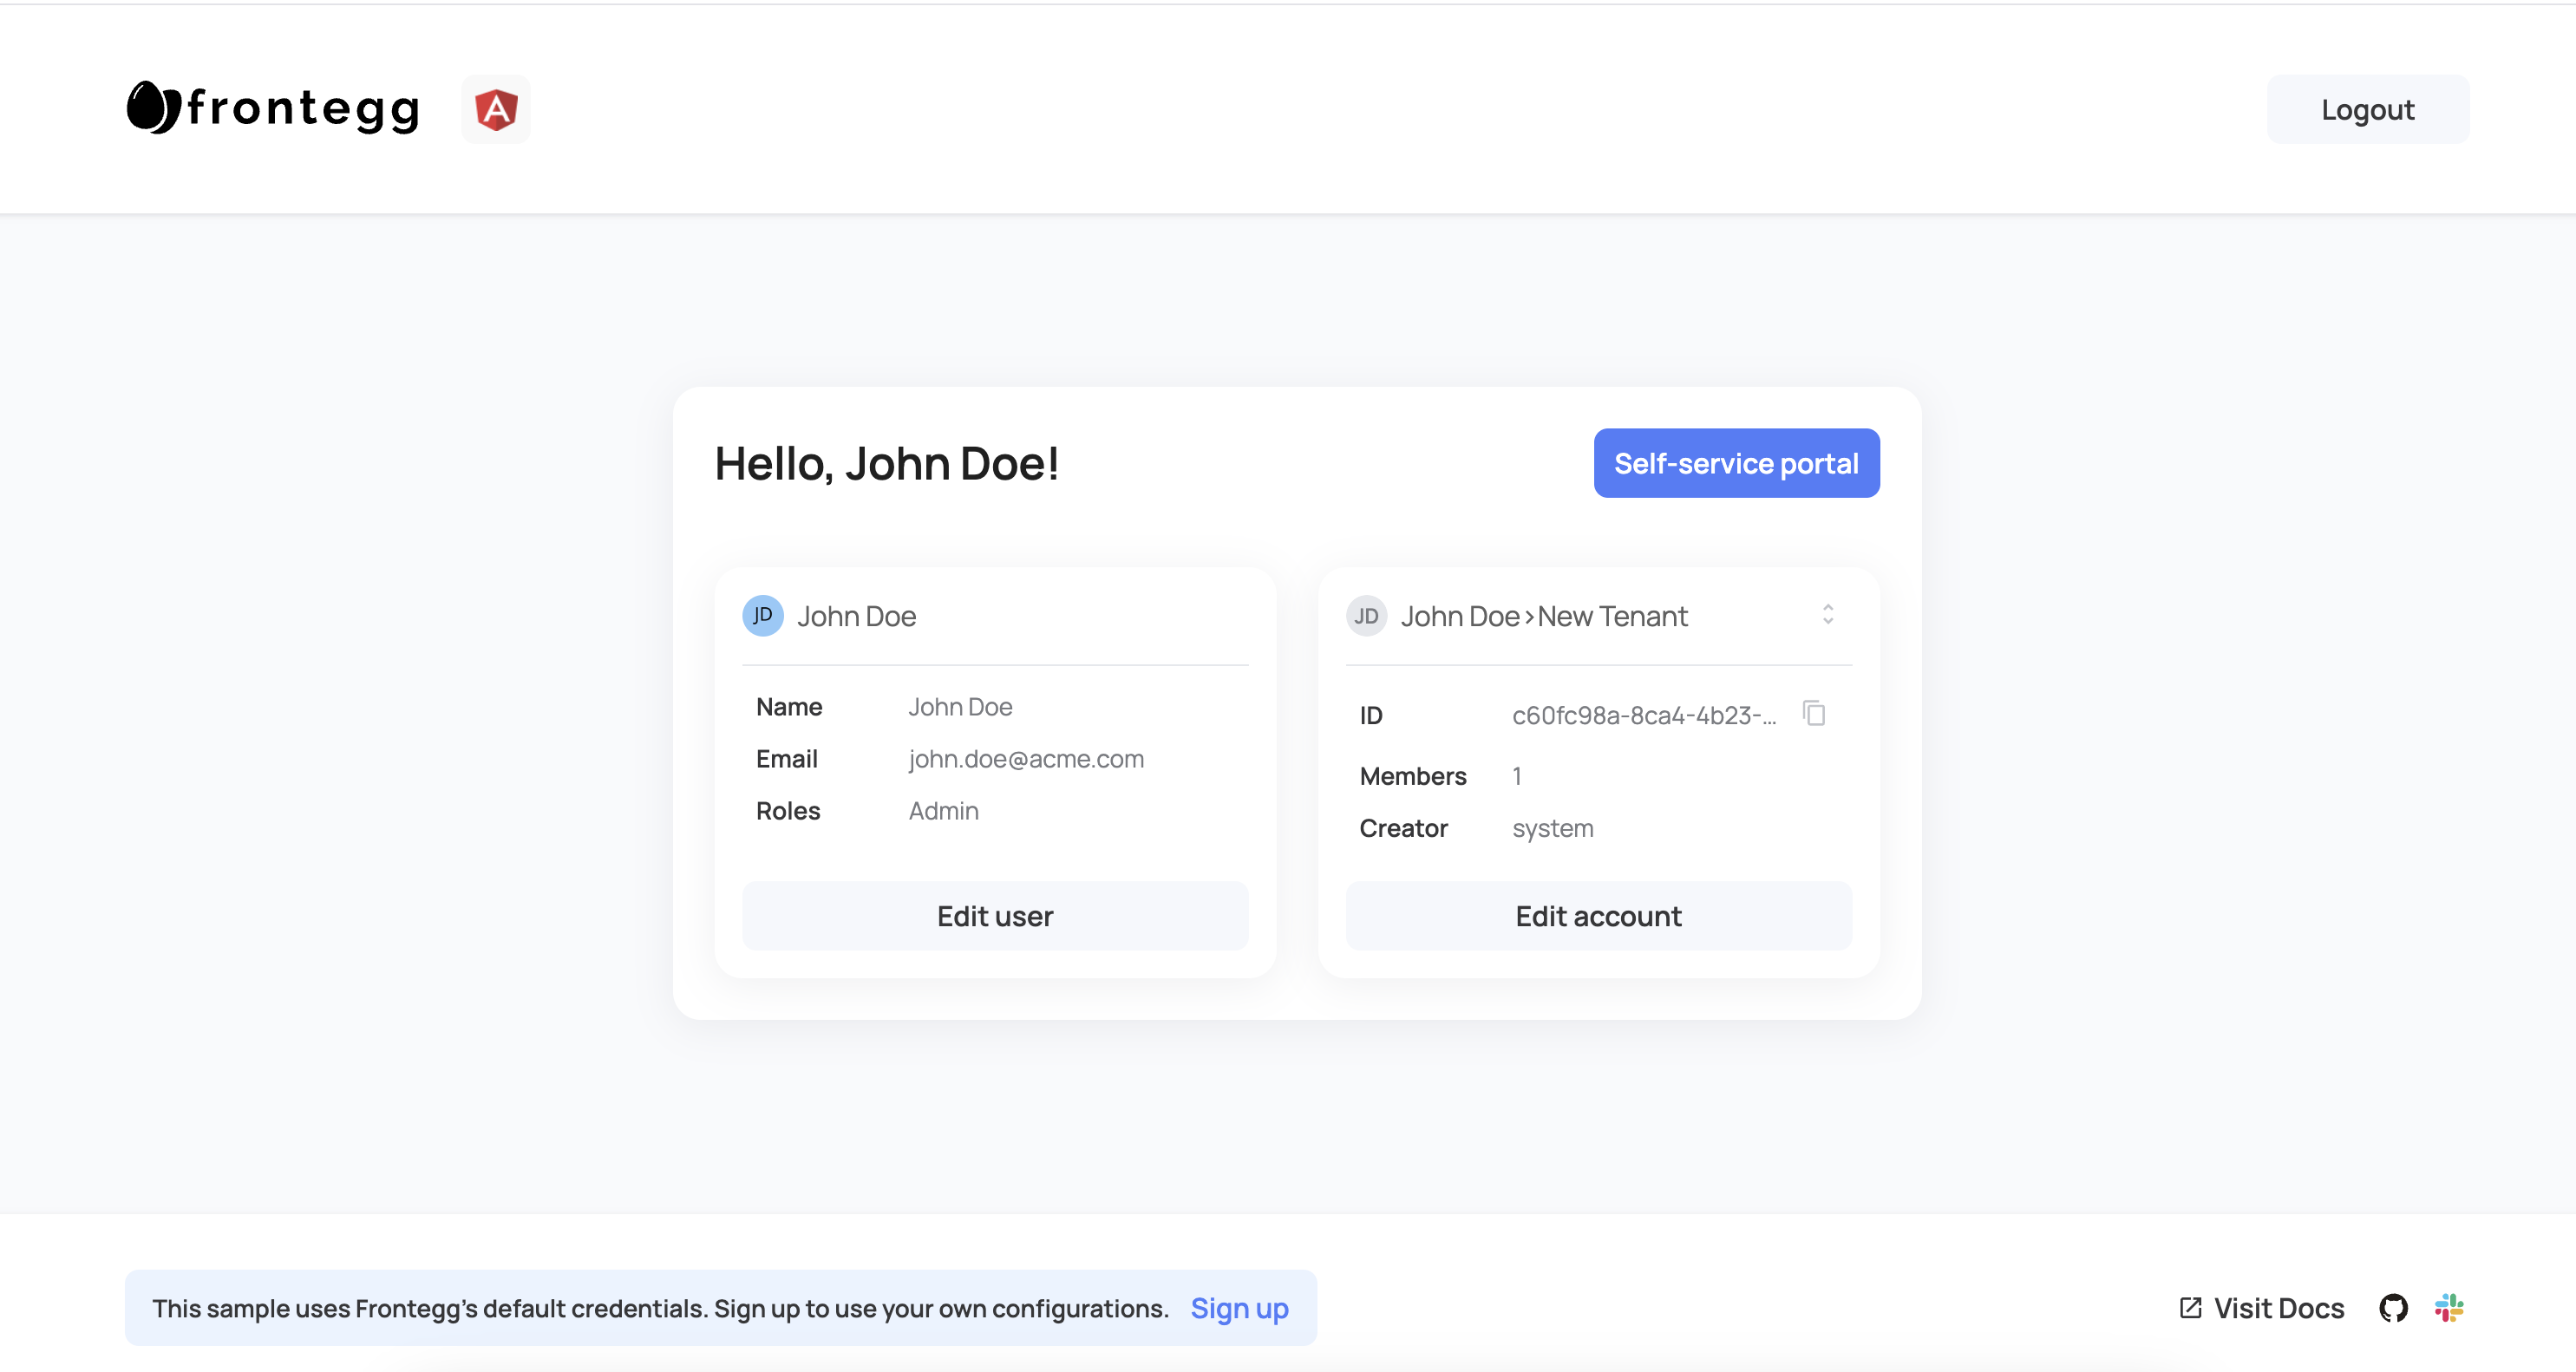 frontegg
Logout
Hello, John Doe!
Self-service portal
JD John Doe
Name John Doe
Email john.doe@acme.com
Roles Admin
Edit user
JD John Doe>New Tenant
ID c60fc98a-8ca4-4b23-...
Members 1
Creator system
Edit account
This sample uses Frontegg's default credentials. Sign up to use your own configurations. Sign up
Visit Docs